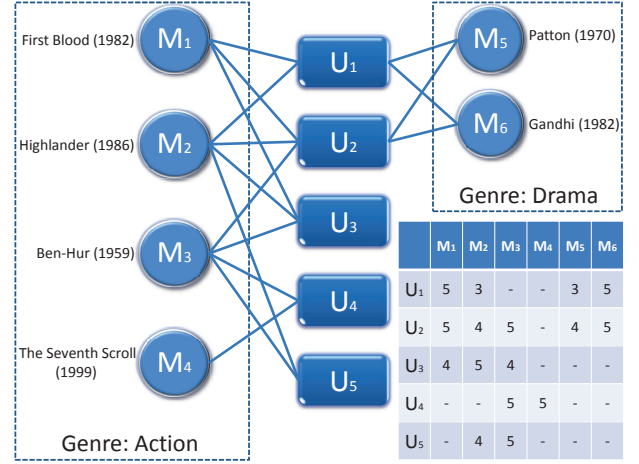 First Blood (1982)
M1
U1
M5
Patton (1970)
Highlander (1986)
M2
U2
M6
Gandhi (1982)
Genre: Drama
Ben-Hur (1959)
M3
U3
The Seventh Scroll
(1999)
M4
U4
U5
Genre: Action
M1 M2 M3 M4 M5 M6
U1 5 3 - - 3 5
U2 5 4 5 - 4 5
U3 4 5 4 - - -
U4 - - 5 5 - -
U5 - 4 5 - - -